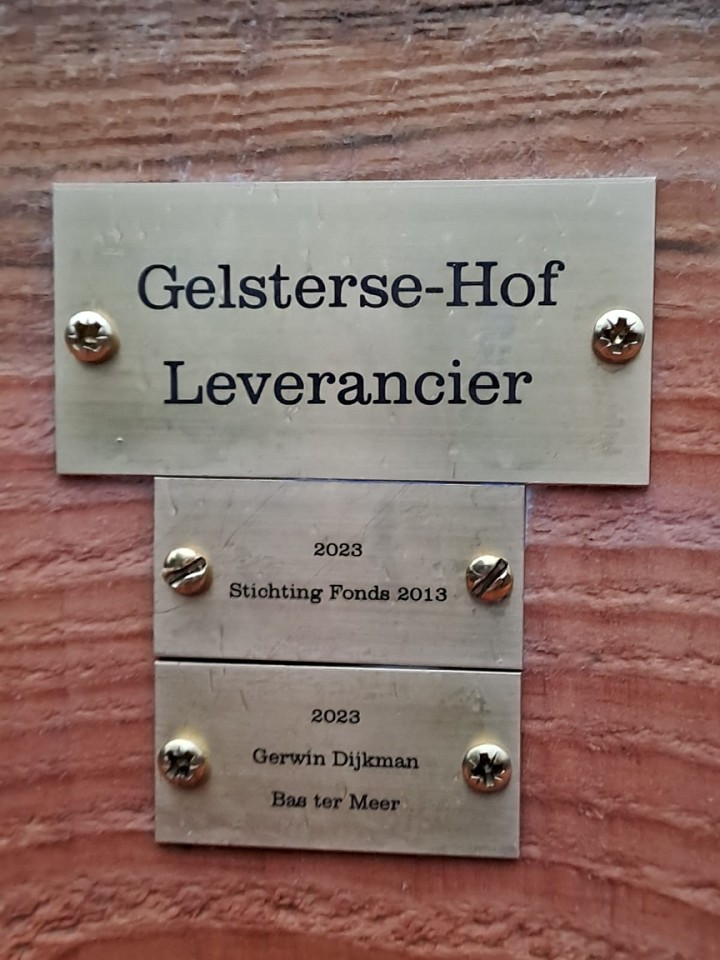 Gelsterse-Hof
Leverancier
2023
Stichting Fonds 2013
2023
Gerwin Dijkman
Bas ter Meer